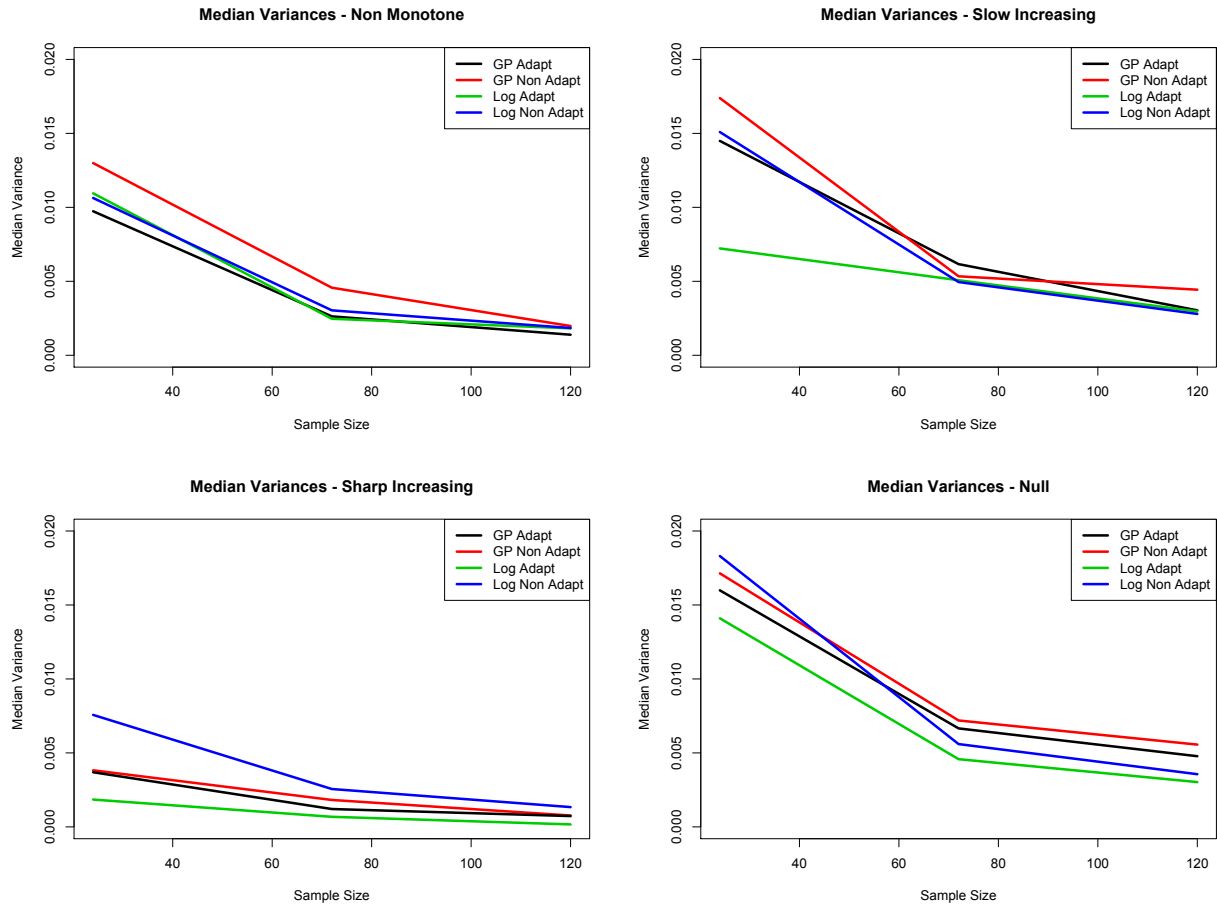 Median Variances - Non Monotone
Median Variance
0.000 0.005 0.010 0.015 0.020
GP Adapt
GP Non Adapt
Log Adapt
Log Non Adapt
40 60 80 100 120
Sample Size
Median Variances - Slow Increasing
Median Variance
0.000 0.005 0.010 0.015 0.020
GP Adapt
GP Non Adapt
Log Adapt
Log Non Adapt
40 60 80 100 120
Sample Size
Median Variances - Sharp Increasing
Median Variance
0.000 0.005 0.010 0.015 0.020
GP Adapt
GP Non Adapt
Log Adapt
Log Non Adapt
40 60 80 100 120
Sample Size
Median Variances - Null
Median Variance
0.000 0.005 0.010 0.015 0.020
GP Adapt
GP Non Adapt
Log Adapt
Log Non Adapt
40 60 80 100 120
Sample Size